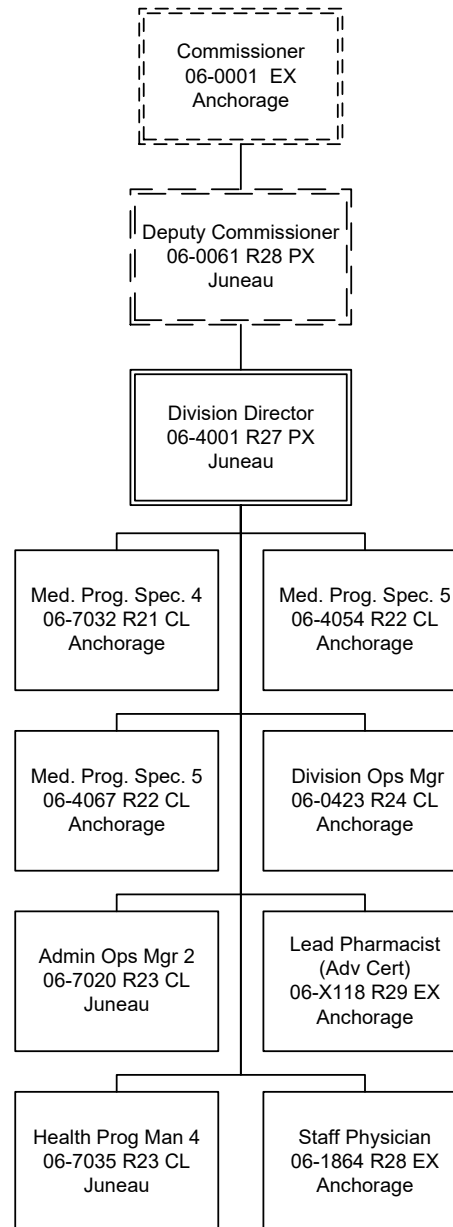 Commissioner
06-0001  EX
Anchorage
Deputy Commissioner
06-0061 R28 PX
Juneau
Division Director
06-4001 R27 PX
Juneau
Med. Prog. Spec. 4
06-7032 R21 CL
Anchorage
Med. Prog. Spec. 5
06-4054 R22 CL
Anchorage
Med. Prog. Spec. 5
06-4067 R22 CL
Anchorage
Division Ops Mgr
06-0423 R24 CL
Anchorage
Admin Ops Mgr 2
06-7020 R23 CL
Juneau
Lead Pharmacist
(Adv Cert)
06-X118 R29 EX
Anchorage
Health Prog Man 4
06-7035 R23 CL
Juneau
Staff Physician
06-1864 R28 EX
Anchorage